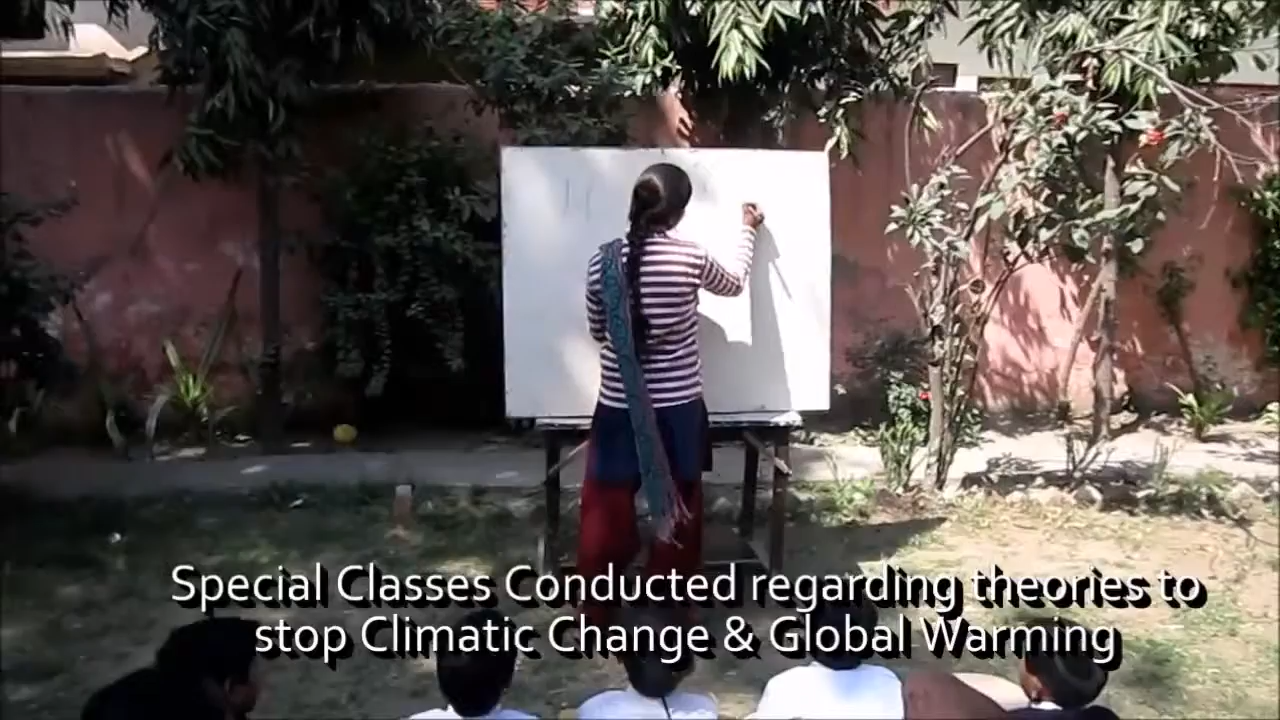 Special Classes Conducted regarding theories to
stop Climatic Change & Global Warming